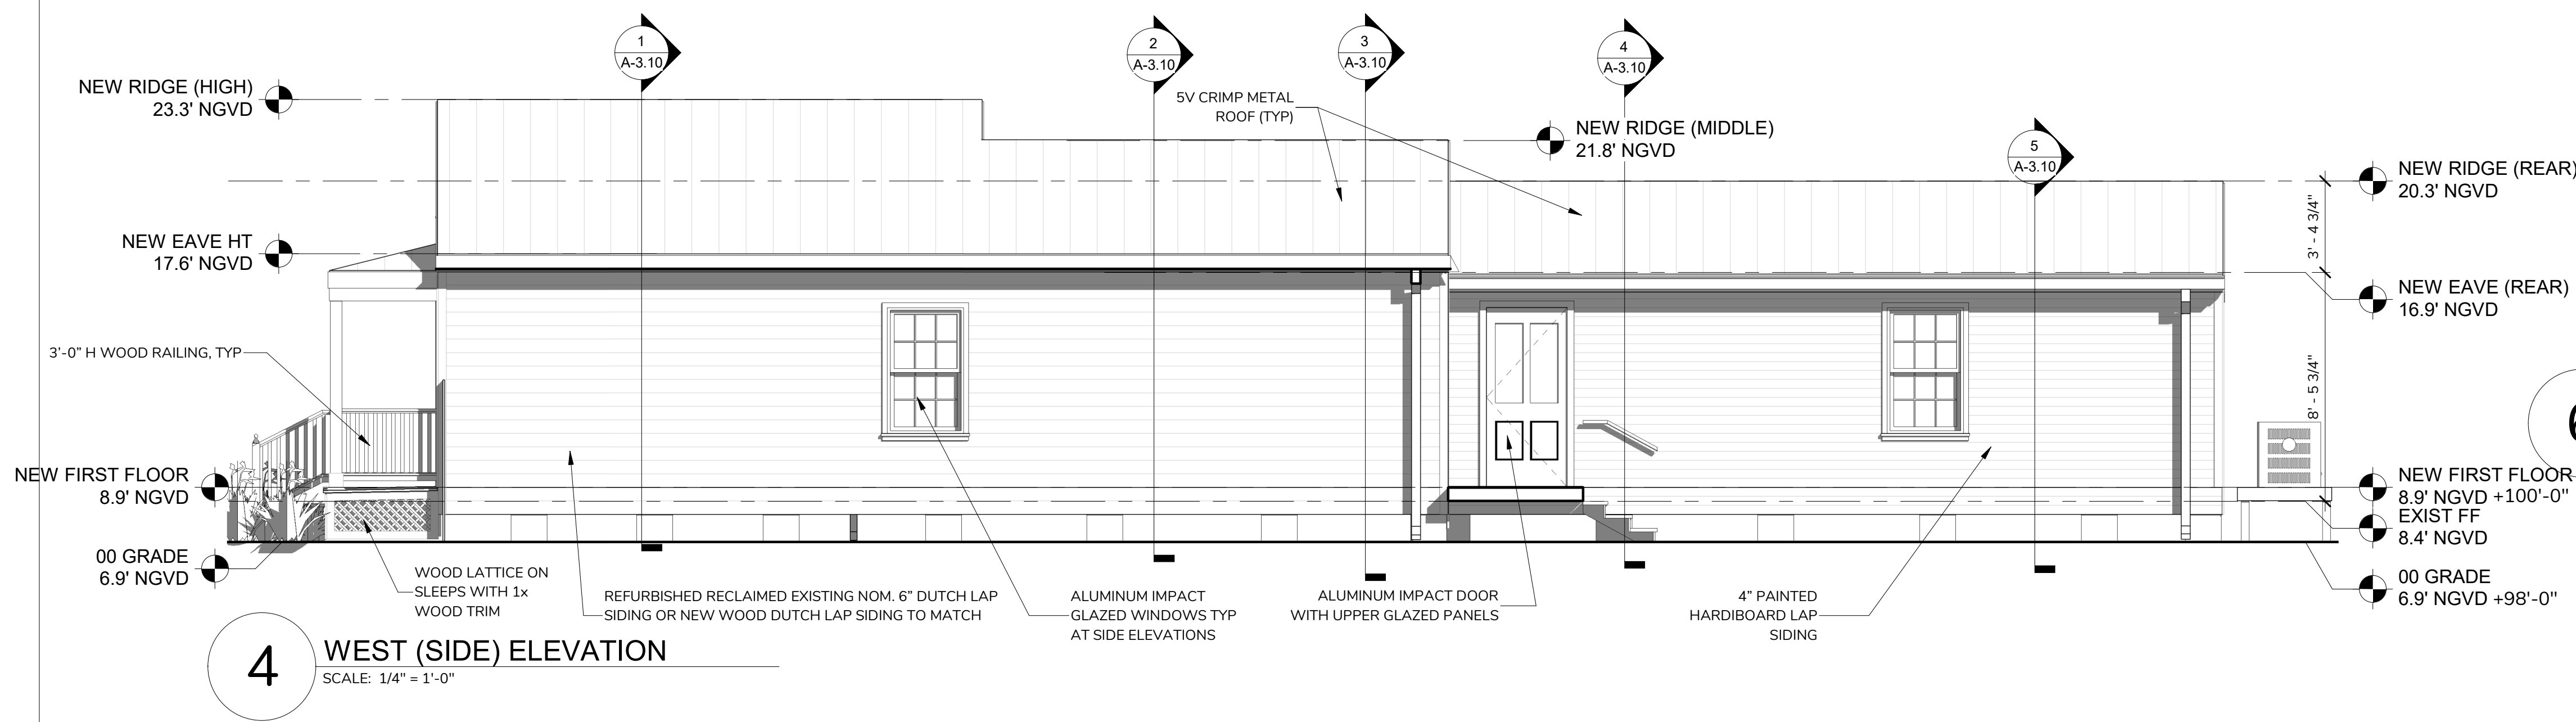 1
A-3.10
2
A-3.10
3
A-3.10
4
A-3.10
5
A-3.10
NEW RIDGE (HIGH)
23.3' NGVD
5V CRIMP METAL
ROOF (TYP)
NEW RIDGE (MIDDLE)
21.8' NGVD
NEW RIDGE (REAR)
20.3' NGVD
3' - 4 3/4"
NEW EAVE HT
17.6' NGVD
NEW EAVE (REAR)
16.9' NGVD
3'-0” H WOOD RAILING, TYP
8' - 5 3/4"
6
NEW FIRST FLOOR
8.9' NGVD
NEW FIRST FLOOR
8.9' NGVD +100'-0"
EXIST FF
8.4' NGVD
00 GRADE
6.9' NGVD
00 GRADE
6.9' NGVD +98'-0"
WOOD LATTICE ON
SLEEPS WITH 1x
WOOD TRIM
REFURBISHED RECLAIMED EXISTING NOM. 6” DUTCH LAP
SIDING OR NEW WOOD DUTCH LAP SIDING TO MATCH
ALUMINUM IMPACT
GLAZED WINDOWS TYP
AT SIDE ELEVATIONS
ALUMINUM IMPACT DOOR
WITH UPPER GLAZED PANELS
4” PAINTED
HARDIBOARD LAP
SIDING
4
WEST (SIDE) ELEVATION
SCALE: 1/4" = 1'-0"